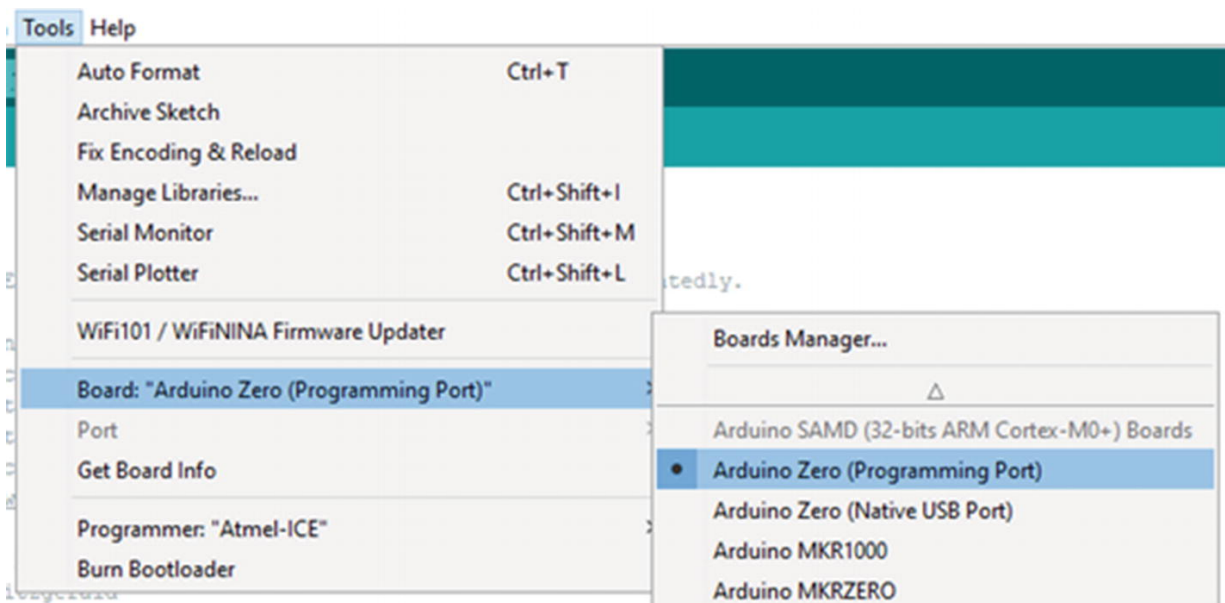 Tools Help
Auto Format Ctrl+T
Archive Sketch
Fix Encoding & Reload
Manage Libraries... Ctrl+Shift+I
Serial Monitor Ctrl+Shift+M
Serial Plotter Ctrl+Shift+L
tedly.
WiFi101 / WiFiNINA Firmware Updater
Board: "Arduino Zero (Programming Port)"
Port
Get Board Info
Programmer: "Atmel-ICE"
Burn Bootloader
Boards Manager...
Arduino SAMD (32-bits ARM Cortex-M0+) Boards
Arduino Zero (Programming Port)
Arduino Zero (Native USB Port)
Arduino MKR1000
Arduino MKRZERO